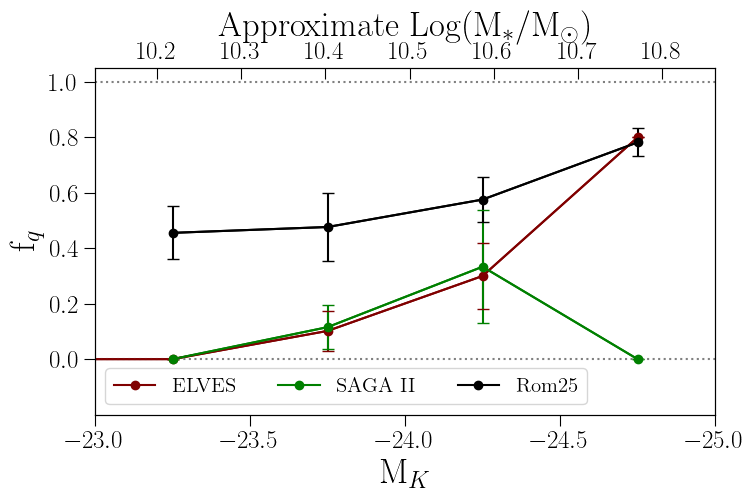 Approximate Log(M*/M⊙)
10.2 10.3 10.4 10.5 10.6 10.7 10.8
1.0
0.8
0.6
f_q
0.4
0.2
0.0
ELVES SAGA II Rom25
−23.0 −23.5 −24.0 −24.5 −25.0
M_K